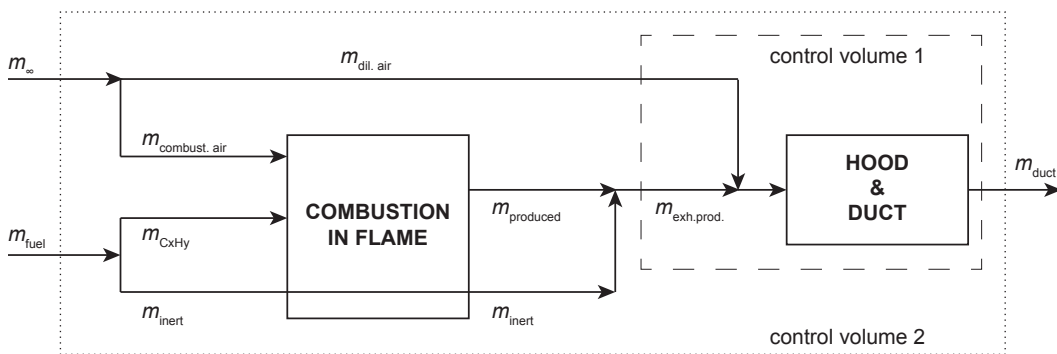 control volume 1
m∞
mdil. air
mcombust. air
HOOD
&
DUCT
mduct
COMBUSTION
IN FLAME
mproduced
mexh.prod.
mfuel
mCxHy
minert
minert
control volume 2